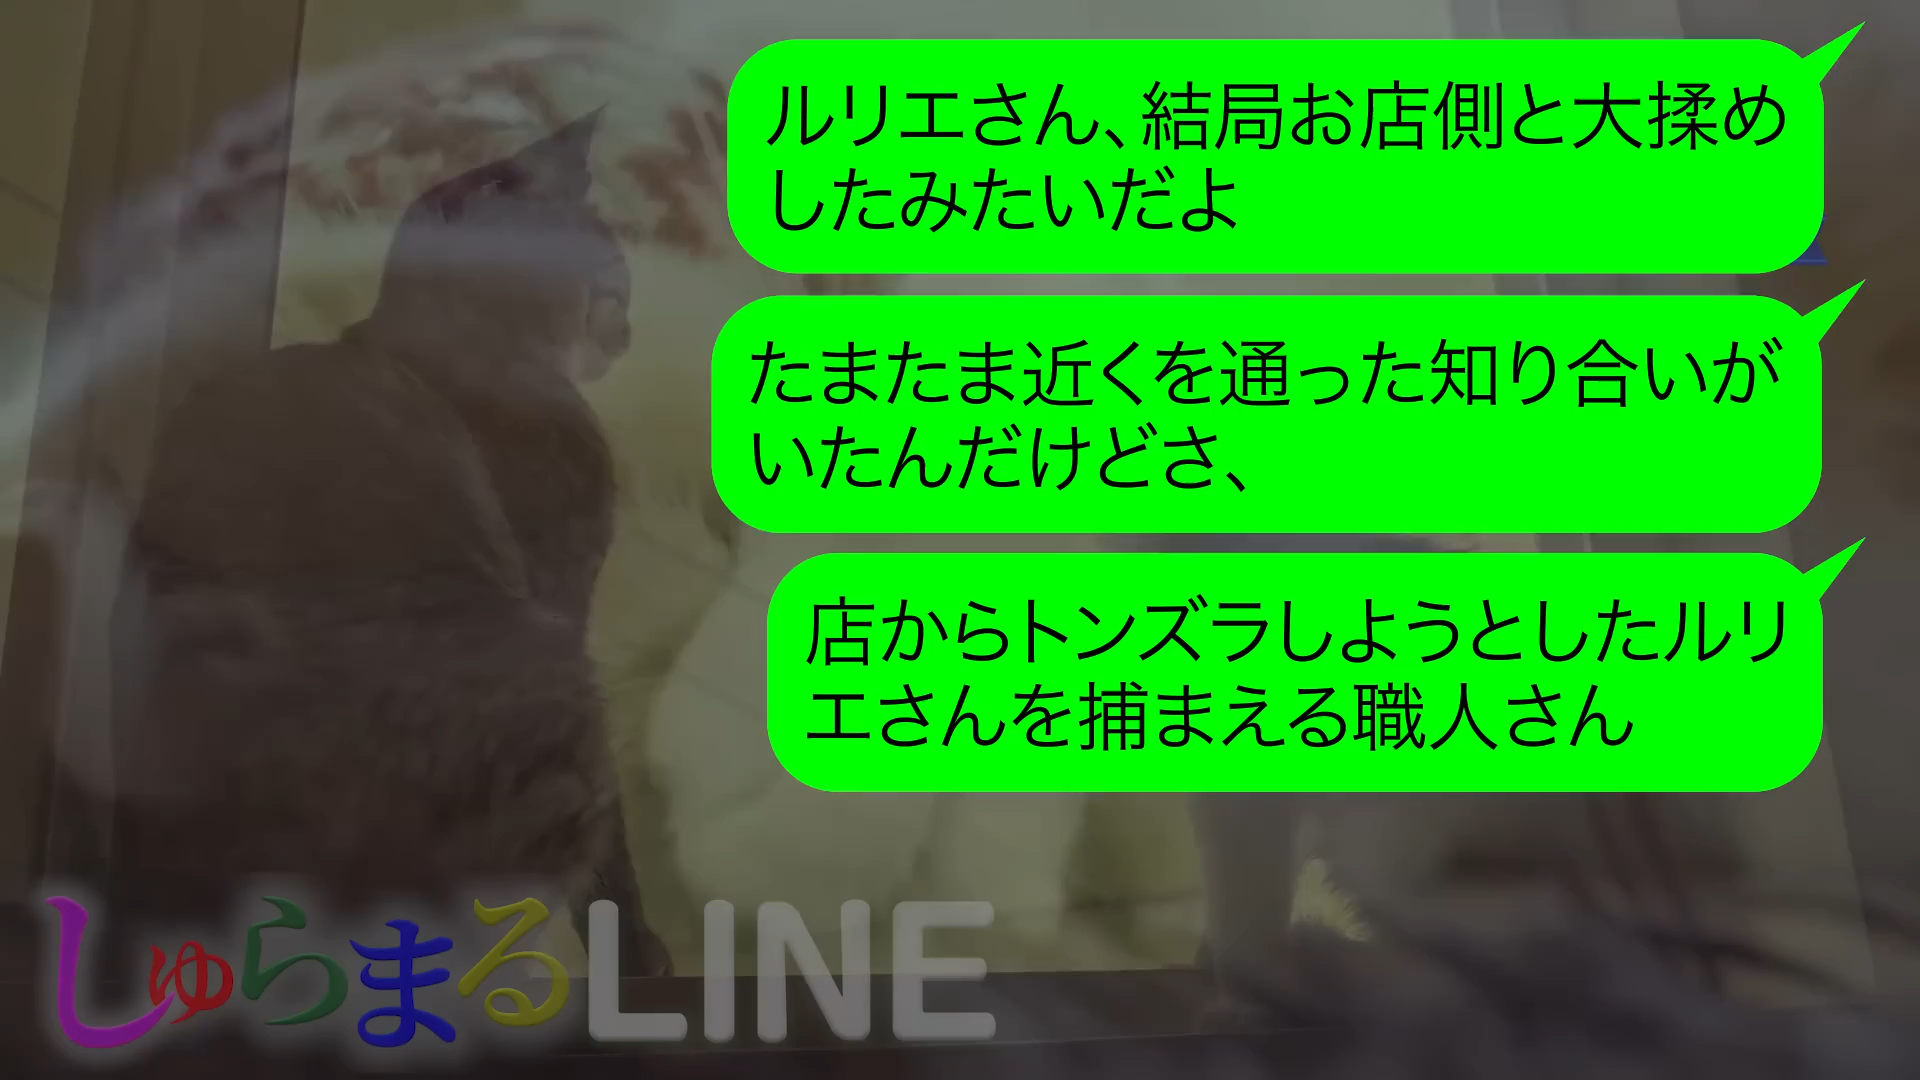 ルリエさん、結局お店側と大揉め
したみたいだよ
たまたま近くを通った知り合いが
いたんだけどさ、
店からトンズラしようとしたルリ
エさんを捕まえる職人さん
しゅらまるLINE